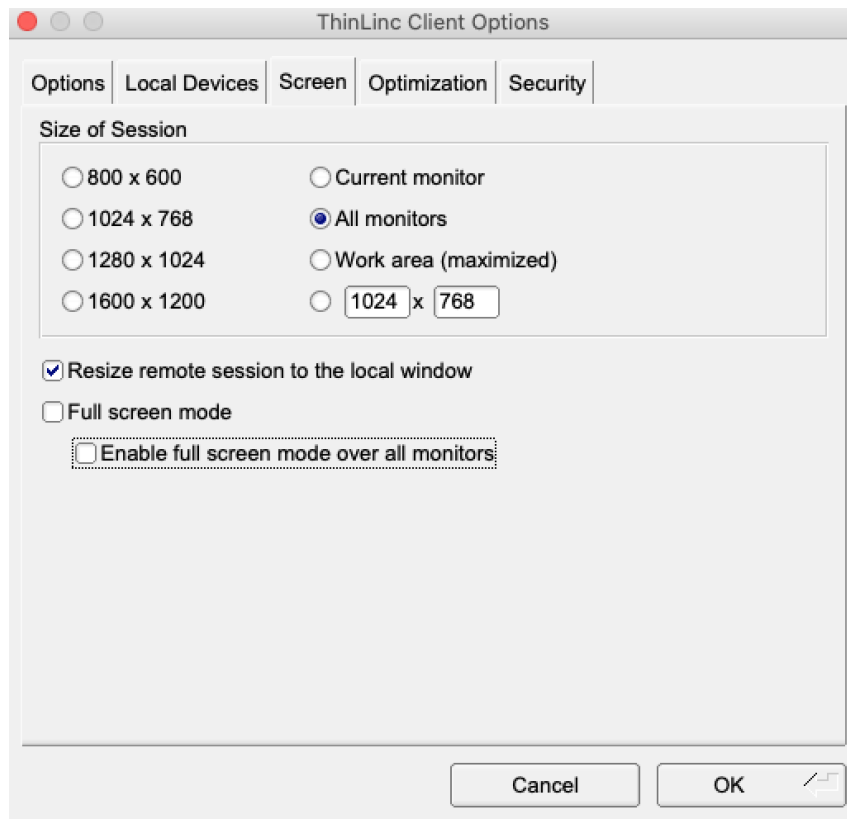 ThinLinc Client Options
Options Local Devices Screen Optimization Security
Size of Session
800 x 600 Current monitor
1024 x 768 All monitors
1280 x 1024 Work area (maximized)
1600 x 1200 1024 x 768
Resize remote session to the local window
Full screen mode
Enable full screen mode over all monitors
Cancel OK